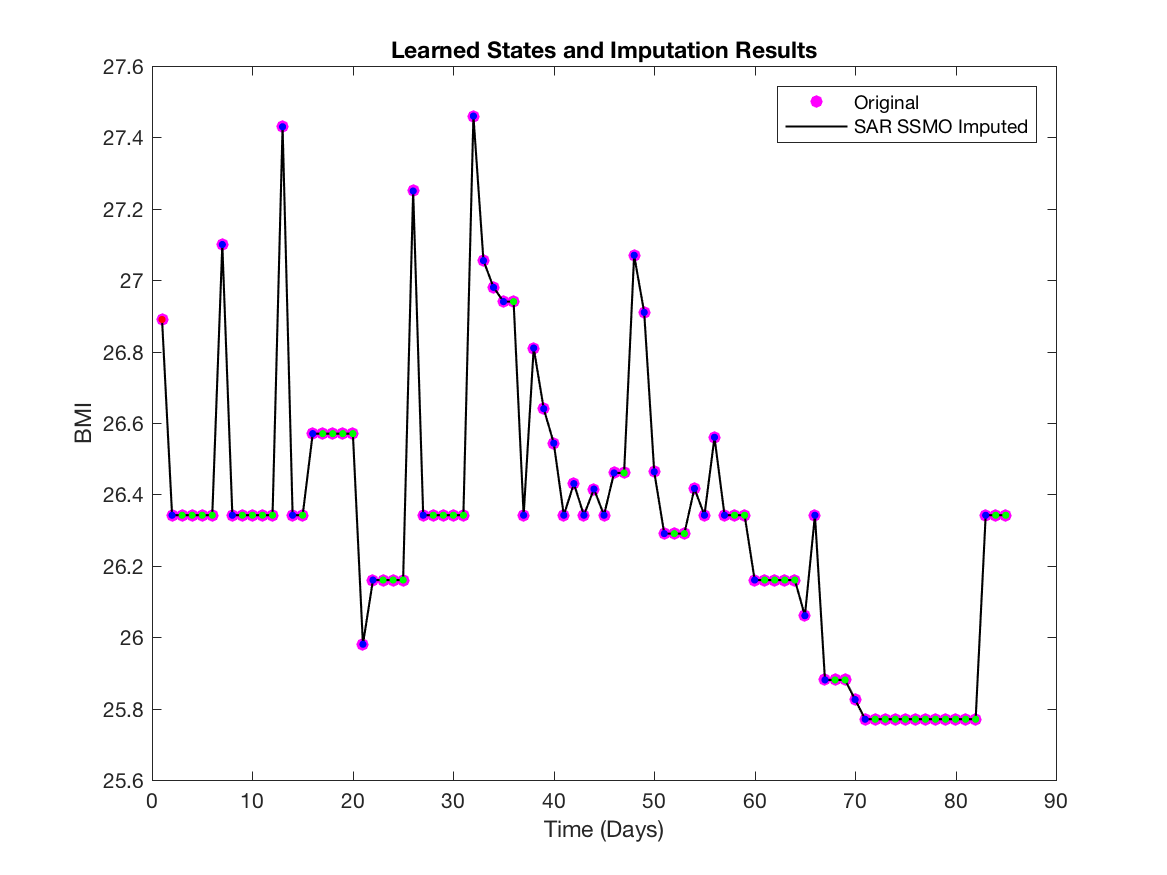 Learned States and Imputation Results
27.6
27.4
27.2
27
26.8
26.6
26.4
26.2
26
25.8
25.6
BMI
Original
SAR SSMO Imputed
0 10 20 30 40 50 60 70 80 90
Time (Days)